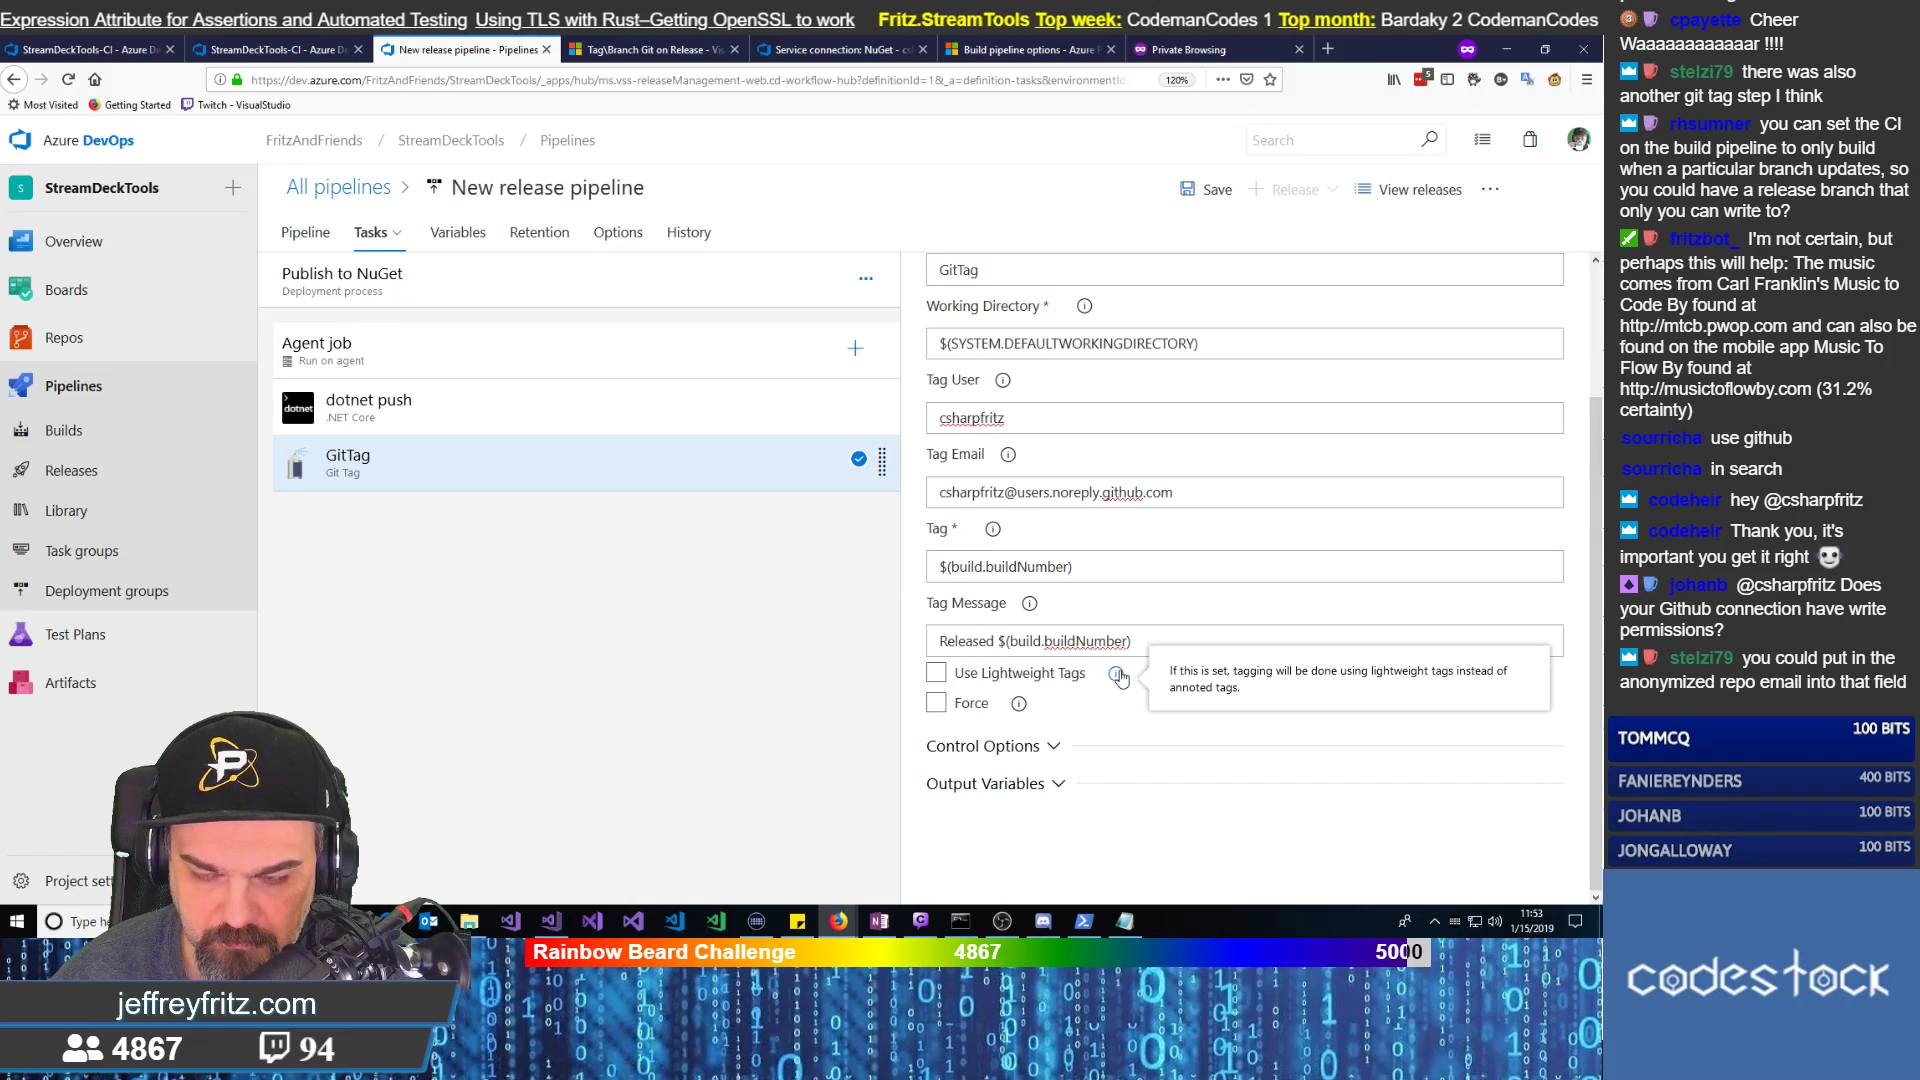 Expression Attribute for Assertions and Automated Testing Using TLS with Rust–Getting OpenSSL to work Fritz.StreamTools Top week: CodemanCodes 1 Top month: Bardaky 2 CodemanCodes
StreamDeckTools-CI - Azure De
StreamDeckTools-CI - Azure De
New release pipeline - Pipelines
Tag\Branch Git on Release - Vis
Service connection: NuGet - cs
Build pipeline options - Azure P
Private Browsing
https://dev.azure.com/FritzAndFriends/StreamDeckTools/_apps/hub/ms.vss-releaseManagement-web.cd-workflow-hub?definitionId=1&_a=definition-tasks&environmentId
120%
Most Visited
Getting Started
Twitch - VisualStudio
Azure DevOps
FritzAndFriends / StreamDeckTools / Pipelines
Search
S StreamDeckTools
Overview
Boards
Repos
Pipelines
Builds
Releases
Library
Task groups
Deployment groups
Test Plans
Artifacts
Project set
All pipelines > New release pipeline
Save
Release
View releases
Pipeline
Tasks
Variables
Retention
Options
History
Publish to NuGet
Deployment process
Agent job
Run on agent
dotnet
dotnet push
.NET Core
GitTag
Git Tag
GitTag
Working Directory *
$(SYSTEM.DEFAULTWORKINGDIRECTORY)
Tag User
csharpfritz
Tag Email
csharpfritz@users.noreply.github.com
Tag *
$(build.buildNumber)
Tag Message
Released $(build.buildNumber)
Use Lightweight Tags
If this is set, tagging will be done using lightweight tags instead of
annoted tags.
Force
Control Options
Output Variables
Type he
11:53
1/15/2019
cpayette Cheer
Waaaaaaaaaaaar !!!!
stelzi79 there was also
another git tag step I think
rhsumner you can set the CI
on the build pipeline to only build
when a particular branch updates, so
you could have a release branch that
only you can write to?
fritzbot_ I'm not certain, but
perhaps this will help: The music
comes from Carl Franklin's Music to
Code By found at
http://mtcb.pwop.com and can also be
found on the mobile app Music To
Flow By found at
http://musictoflowby.com (31.2%
certainty)
sourricha use github
sourricha in search
codeheir hey @csharpfritz
codeheir Thank you, it's
important you get it right
johanb @csharpfritz Does
your Github connection have write
permissions?
stelzi79 you could put in the
anonymized repo email into that field
TOMMCQ 100 BITS
FANIEREYNDERS 400 BITS
JOHANB 100 BITS
JONGALLOWAY 100 BITS
Rainbow Beard Challenge 4867 5000
jeffreyfritz.com
4867 94
codestock